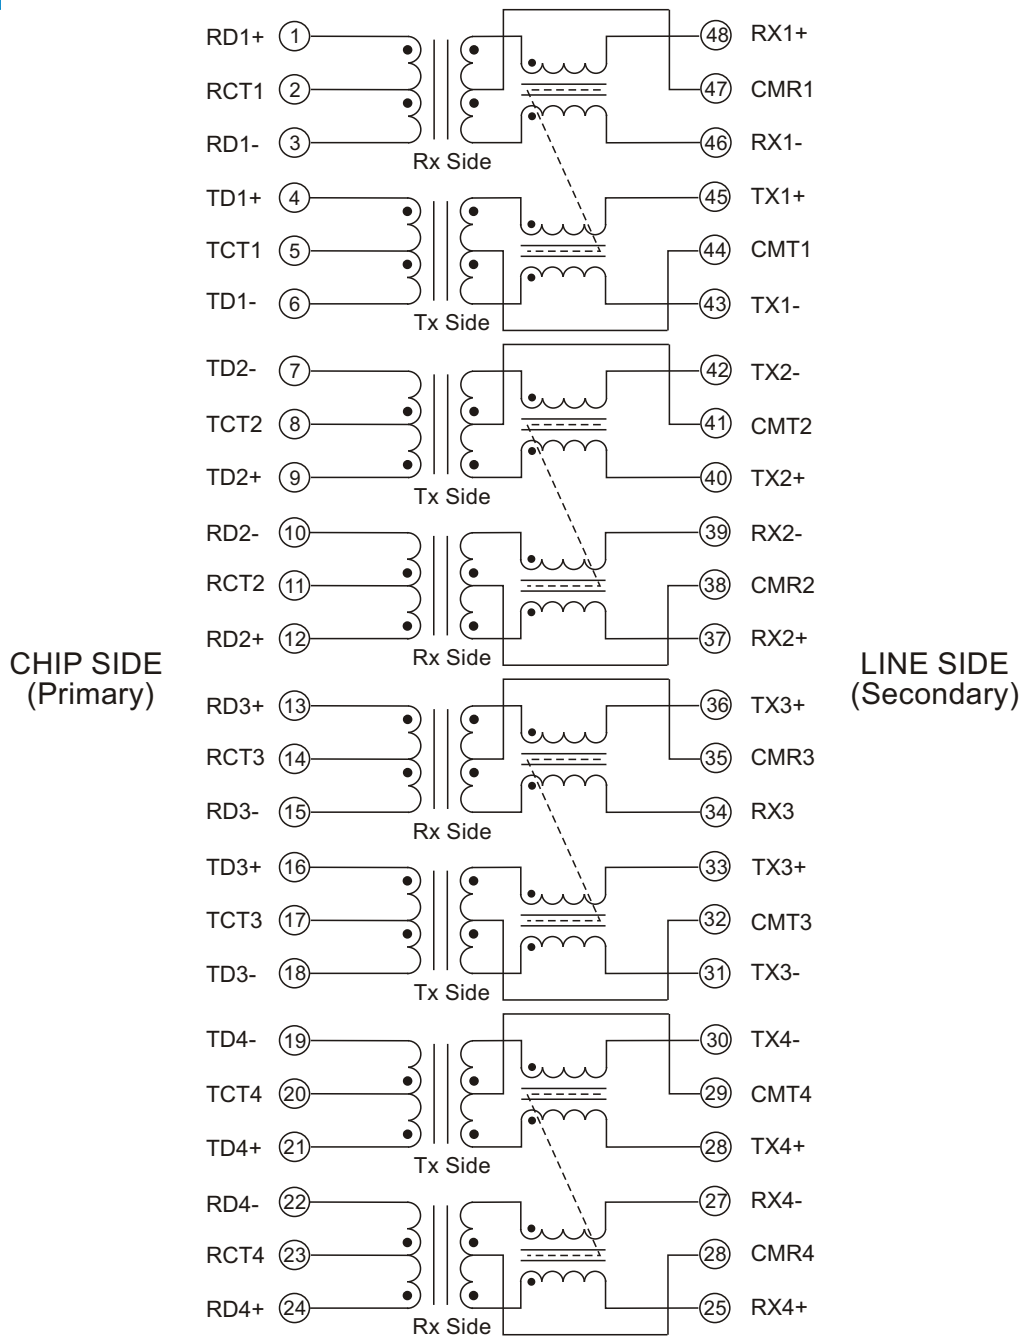 RD1+ 1 48 RX1+
RCT1 2 47 CMR1
RD1- 3 46 RX1-
Rx Side
TD1+ 4 45 TX1+
TCT1 5 44 CMT1
TD1- 6 43 TX1-
Tx Side
TD2- 7 42 TX2-
TCT2 8 41 CMT2
TD2+ 9 40 TX2+
Tx Side
RD2- 10 39 RX2-
RCT2 11 38 CMR2
RD2+ 12 37 RX2+
Rx Side
CHIP SIDE
(Primary)
LINE SIDE
(Secondary)
RD3+ 13 36 TX3+
RCT3 14 35 CMR3
RD3- 15 34 RX3
Rx Side
TD3+ 16 33 TX3+
TCT3 17 32 CMT3
TD3- 18 31 TX3-
Tx Side
TD4- 19 30 TX4-
TCT4 20 29 CMT4
TD4+ 21 28 TX4+
Tx Side
RD4- 22 27 RX4-
RCT4 23 28 CMR4
RD4+ 24 25 RX4+
Rx Side